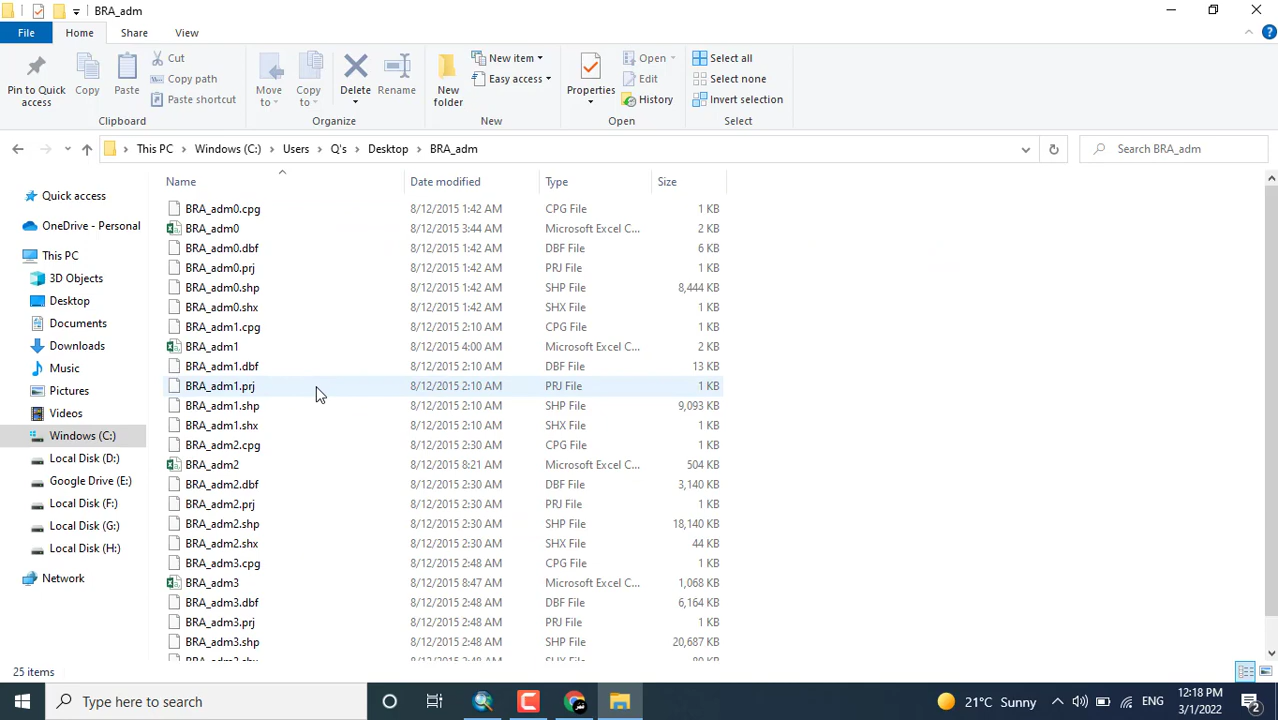 BRA_adm
File Home Share View
Pin to Quick access
Copy
Paste
Cut
Copy path
Paste shortcut
Clipboard
Move to
Copy to
Delete
Rename
Organize
New folder
New item
Easy access
New
Properties
Open
Edit
History
Open
Select all
Select none
Invert selection
Select
This PC > Windows (C:) > Users > Q's > Desktop > BRA_adm
Search BRA_adm
Quick access
OneDrive - Personal
This PC
3D Objects
Desktop
Documents
Downloads
Music
Pictures
Videos
Windows (C:)
Local Disk (D:)
Google Drive (E:)
Local Disk (F:)
Local Disk (G:)
Local Disk (H:)
Network
Name Date modified Type Size
BRA_adm0.cpg 8/12/2015 1:42 AM CPG File 1 KB
BRA_adm0 8/12/2015 3:44 AM Microsoft Excel C... 2 KB
BRA_adm0.dbf 8/12/2015 1:42 AM DBF File 6 KB
BRA_adm0.prj 8/12/2015 1:42 AM PRJ File 1 KB
BRA_adm0.shp 8/12/2015 1:42 AM SHP File 8,444 KB
BRA_adm0.shx 8/12/2015 1:42 AM SHX File 1 KB
BRA_adm1.cpg 8/12/2015 2:10 AM CPG File 1 KB
BRA_adm1 8/12/2015 4:00 AM Microsoft Excel C... 2 KB
BRA_adm1.dbf 8/12/2015 2:10 AM DBF File 13 KB
BRA_adm1.prj 8/12/2015 2:10 AM PRJ File 1 KB
BRA_adm1.shp 8/12/2015 2:10 AM SHP File 9,093 KB
BRA_adm1.shx 8/12/2015 2:10 AM SHX File 1 KB
BRA_adm2.cpg 8/12/2015 2:30 AM CPG File 1 KB
BRA_adm2 8/12/2015 8:21 AM Microsoft Excel C... 504 KB
BRA_adm2.dbf 8/12/2015 2:30 AM DBF File 3,140 KB
BRA_adm2.prj 8/12/2015 2:30 AM PRJ File 1 KB
BRA_adm2.shp 8/12/2015 2:30 AM SHP File 18,140 KB
BRA_adm2.shx 8/12/2015 2:30 AM SHX File 44 KB
BRA_adm3.cpg 8/12/2015 2:48 AM CPG File 1 KB
BRA_adm3 8/12/2015 8:47 AM Microsoft Excel C... 1,068 KB
BRA_adm3.dbf 8/12/2015 2:48 AM DBF File 6,164 KB
BRA_adm3.prj 8/12/2015 2:48 AM PRJ File 1 KB
BRA_adm3.shp 8/12/2015 2:48 AM SHP File 20,687 KB
25 items
Type here to search
21°C Sunny
ENG
12:18 PM
3/1/2022
2